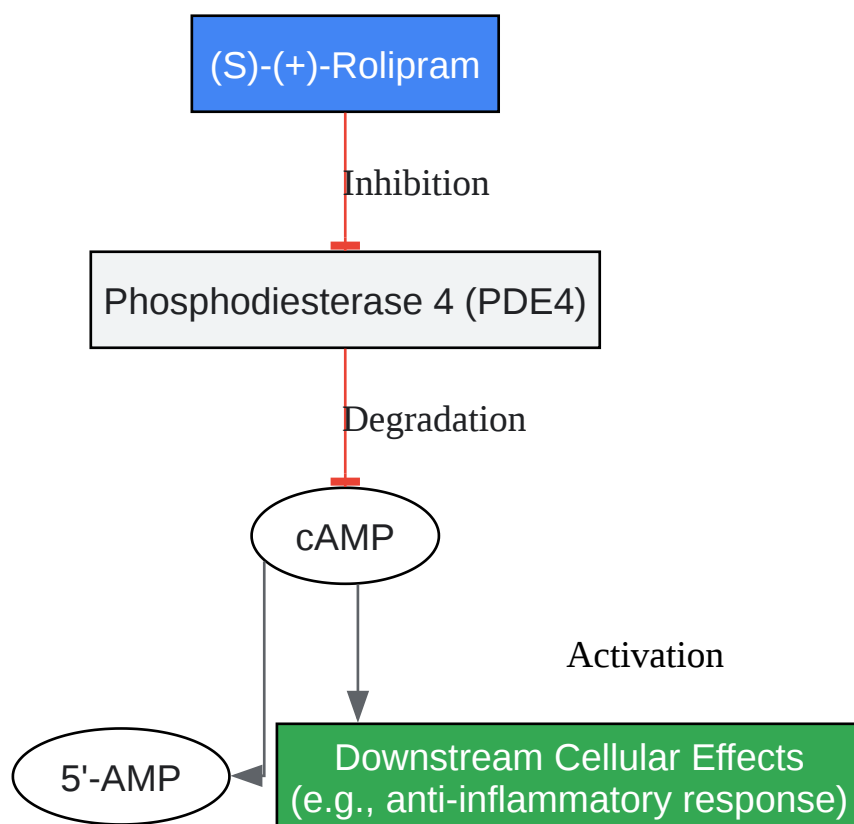 (S)-(+)-Rolipram
Inhibition
Phosphodiesterase 4 (PDE4)
Degradation
cAMP
Activation
5'-AMP
Downstream Cellular Effects
(e.g., anti-inflammatory response)